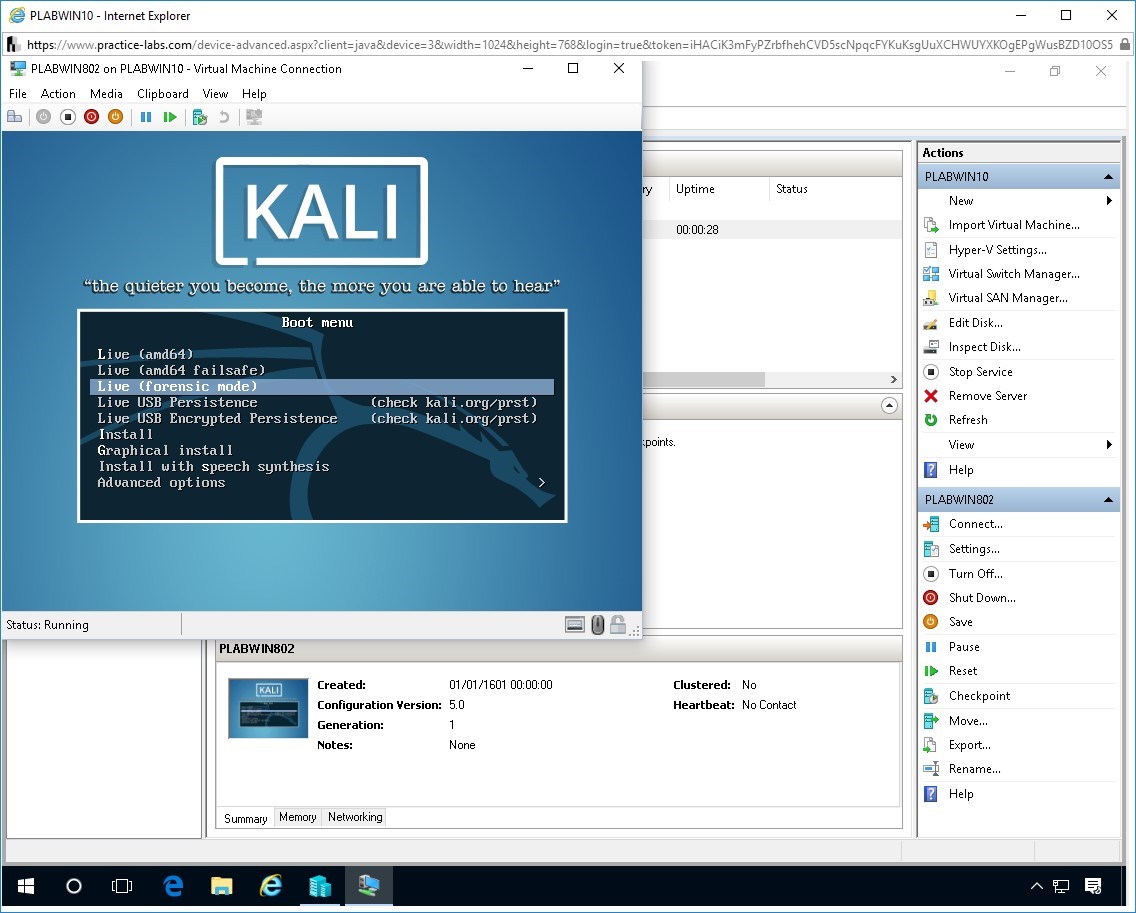 PLABWIN10 - Internet Explorer
https://www.practice-labs.com/device-advanced.aspx?client=java&device=3&width=1024&height=768&login=true&token=iHACiK3mFyPZrbfhehCVD5scNpqcFYKuKsgUuXCHWUYXKOgEPgWusBZD10OS5
PLABWIN802 on PLABWIN10 - Virtual Machine Connection
File Action Media Clipboard View Help
KALI
“the quieter you become, the more you are able to hear”
Boot menu
Live (amd64)
Live (amd64 failsafe)
Live (forensic mode)
Live USB Persistence (check kali.org/prst)
Live USB Encrypted Persistence (check kali.org/prst)
Install
Graphical install
Install with speech synthesis
Advanced options >
Status: Running
ry Uptime Status
00:00:28
kpoints.
PLABWIN802
KALI
Created: 01/01/1601 00:00:00
Clustered: No
Configuration Version: 5.0
Heartbeat: No Contact
Generation: 1
Notes: None
Summary Memory Networking
Actions
PLABWIN10
New
Import Virtual Machine...
Hyper-V Settings...
Virtual Switch Manager...
Virtual SAN Manager...
Edit Disk...
Inspect Disk...
Stop Service
Remove Server
Refresh
View
Help
PLABWIN802
Connect...
Settings...
Turn Off...
Shut Down...
Save
Pause
Reset
Checkpoint
Move...
Export...
Rename...
Help